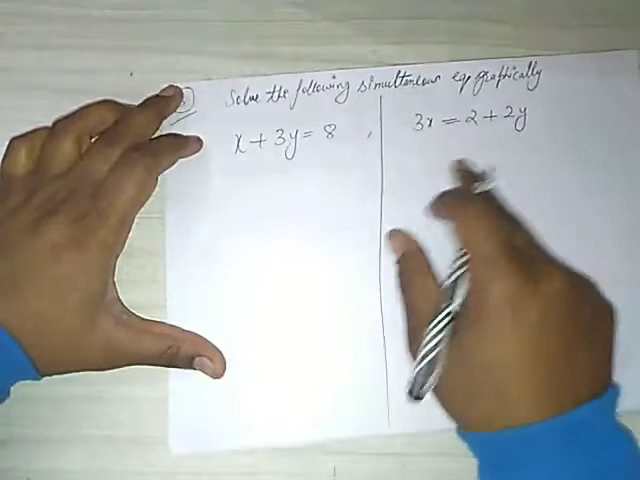 Solve the following simultaneous eq graphically
x + 3y = 8 , 3x = 2 + 2y